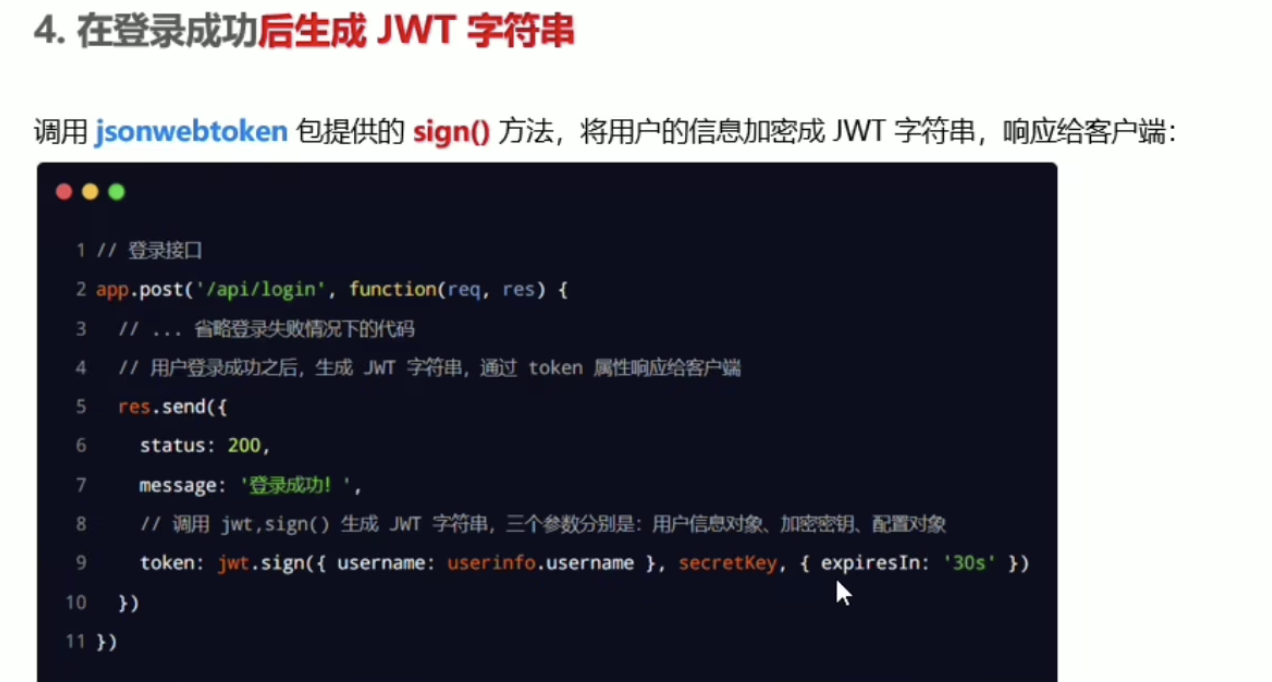 4. 在登录成功后生成 JWT 字符串
调用 jsonwebtoken 包提供的 sign() 方法，将用户的信息加密成 JWT 字符串，响应给客户端：
1 // 登录接口
2 app.post('/api/login', function(req, res) {
3   // ... 省略登录失败情况下的代码
4   // 用户登录成功之后，生成 JWT 字符串，通过 token 属性响应给客户端
5   res.send({
6     status: 200,
7     message: '登录成功！',
8     // 调用 jwt,sign() 生成 JWT 字符串，三个参数分别是：用户信息对象、加密密钥、配置对象
9     token: jwt.sign({ username: userinfo.username }, secretKey, { expiresIn: '30s' })
10   })
11 })